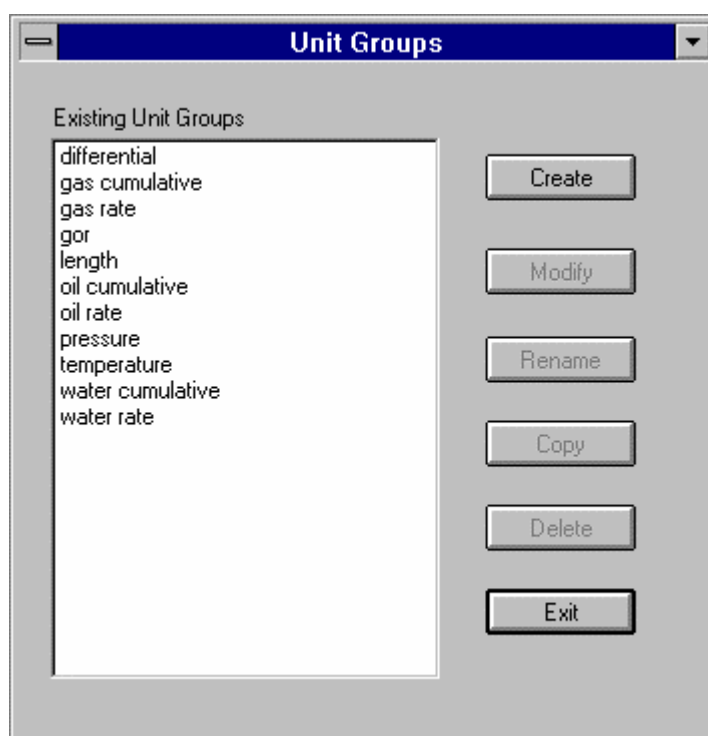 Unit Groups
Existing Unit Groups
differential
gas cumulative
gas rate
gor
length
oil cumulative
oil rate
pressure
temperature
water cumulative
water rate
Create
Modify
Rename
Copy
Delete
Exit